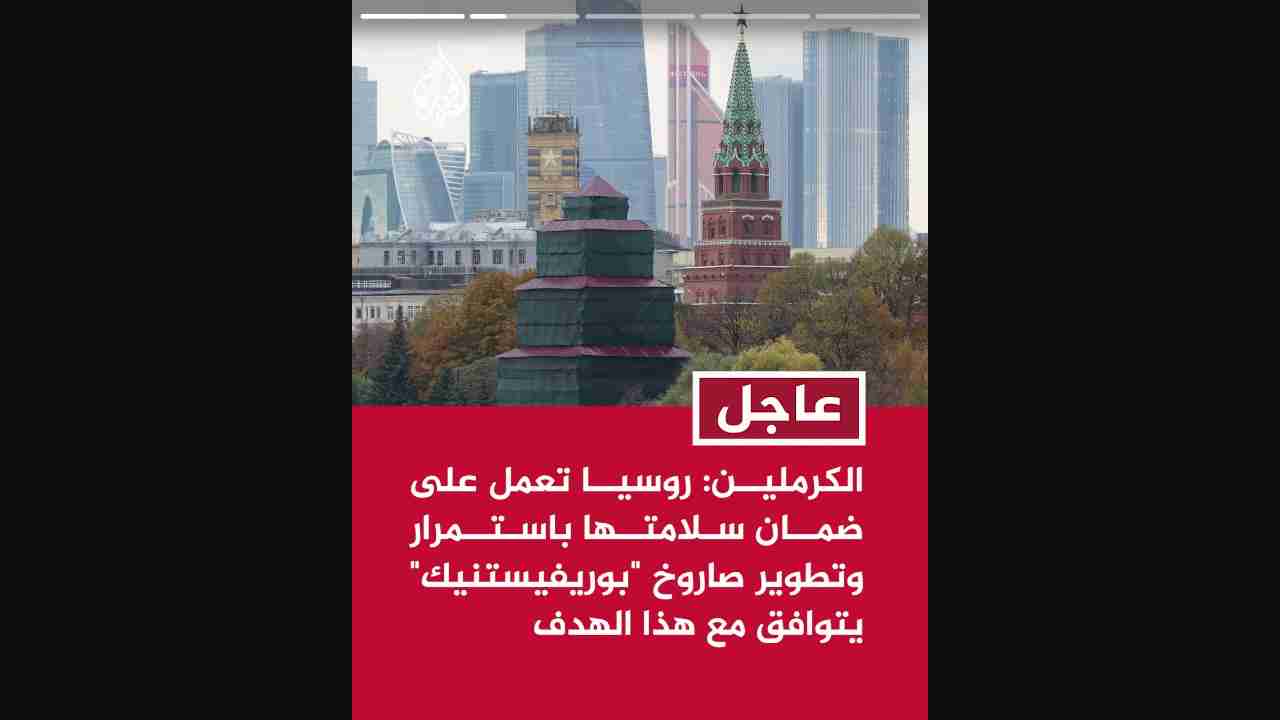 عاجل
الكرملين: روسيا تعمل على
ضمان سلامتها باستمرار
وتطوير صاروخ "بوريفيستنيك"
يتوافق مع هذا الهدف